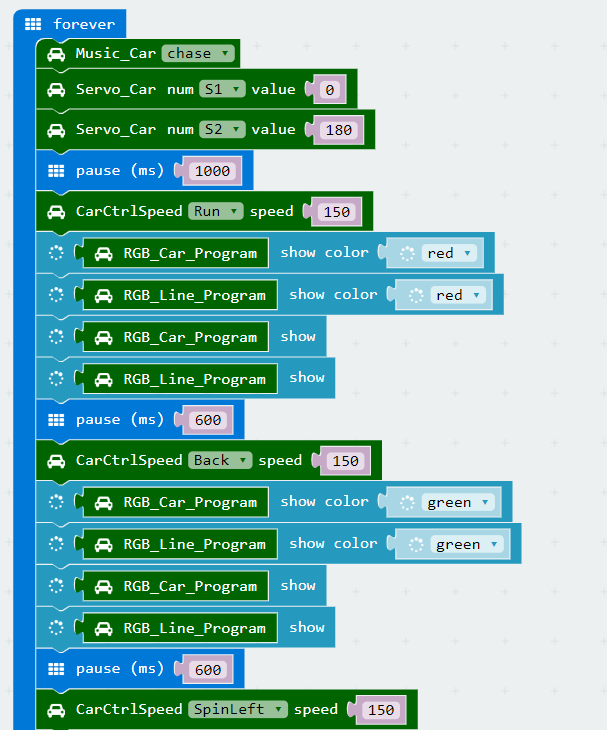 forever
Music_Car chase
Servo_Car num S1 value 0
Servo_Car num S2 value 180
pause (ms) 1000
CarCtrlSpeed Run speed 150
RGB_Car_Program show color red
RGB_Line_Program show color red
RGB_Car_Program show
RGB_Line_Program show
pause (ms) 600
CarCtrlSpeed Back speed 150
RGB_Car_Program show color green
RGB_Line_Program show color green
RGB_Car_Program show
RGB_Line_Program show
pause (ms) 600
CarCtrlSpeed SpinLeft speed 150